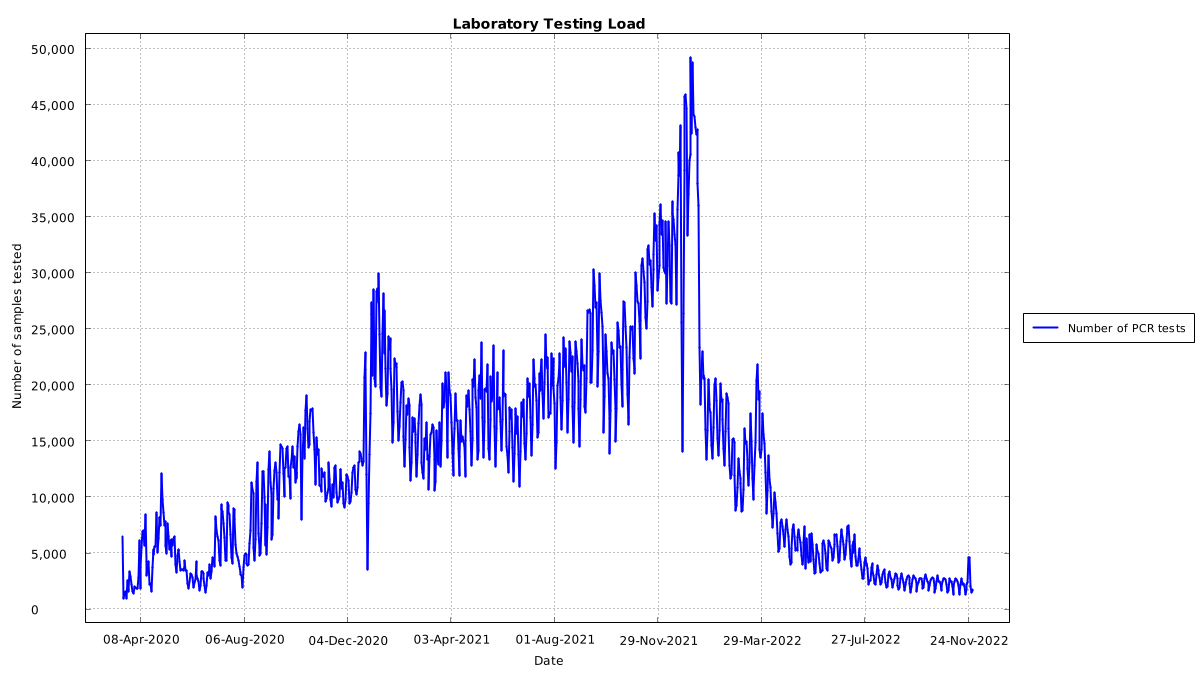 Laboratory Testing Load
50,000
45,000
40,000
35,000
30,000
25,000
20,000
15,000
10,000
5,000
0
Number of samples tested
08-Apr-2020 06-Aug-2020 04-Dec-2020 03-Apr-2021 01-Aug-2021 29-Nov-2021 29-Mar-2022 27-Jul-2022 24-Nov-2022
Date
Number of PCR tests